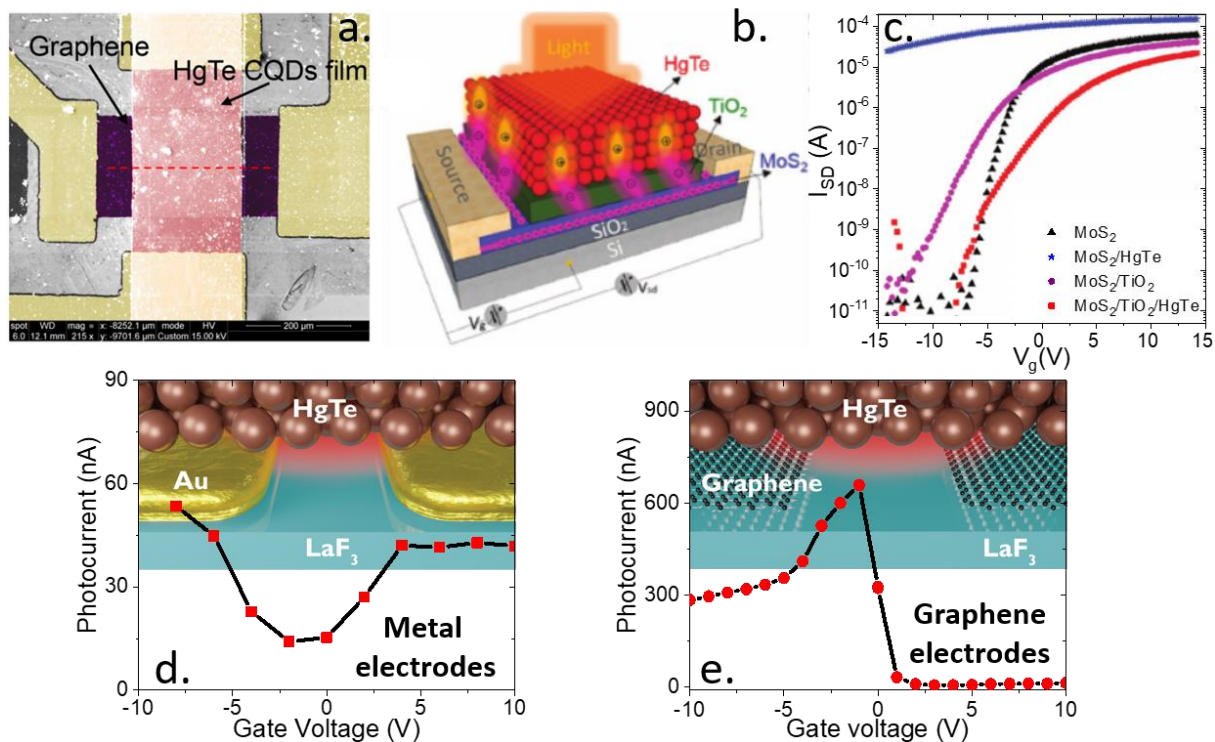 a.
Graphene
HgTe CQDs film
spot WD mag = x: -8252.1 µm mode HV
6.0 12.1 mm 215 x y: -9701.6 µm Custom 15.00 kV
200 µm
b.
Light
HgTe
TiO2
MoS2
Source
Drain
SiO2
Si
Vg
Vsd
c.
ISD (A)
10-4
10-5
10-6
10-7
10-8
10-9
10-10
10-11
MoS2
MoS2/HgTe
MoS2/TiO2
MoS2/TiO2/HgTe
-15 -10 -5 0 5 10 15
Vg(V)
d.
Photocurrent (nA)
90
60
30
0
HgTe
Au
LaF3
Metal
electrodes
-10 -5 0 5 10
Gate Voltage (V)
e.
Photocurrent (nA)
900
600
300
0
HgTe
Graphene
LaF3
Graphene
electrodes
-10 -5 0 5 10
Gate voltage (V)